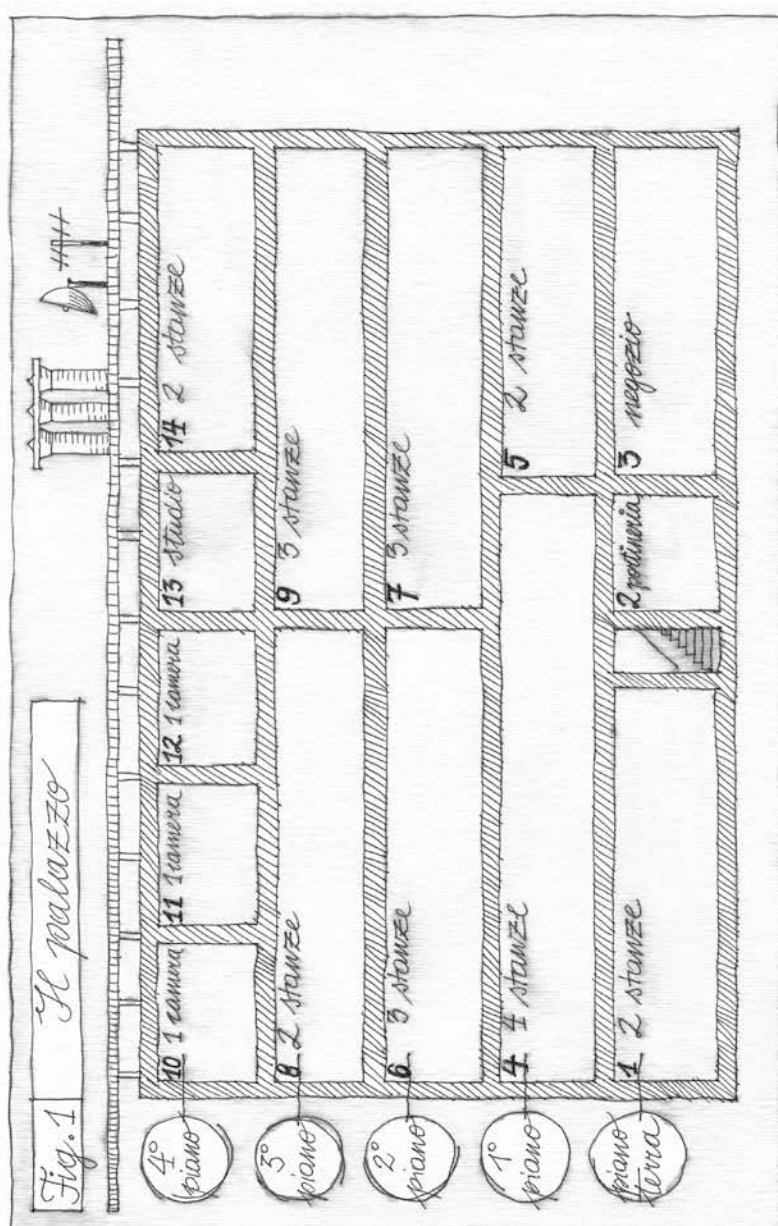 Fig. 1
Il palazzo
4° piano
10 1 camera
11 1 camera
12 1 camera
13 studio
14 2 stanze
3° piano
8 2 stanze
9 3 stanze
2° piano
6 3 stanze
7 3 stanze
1° piano
4 4 stanze
5 2 stanze
piano terra
1 2 stanze
2 portineria
3 negozio